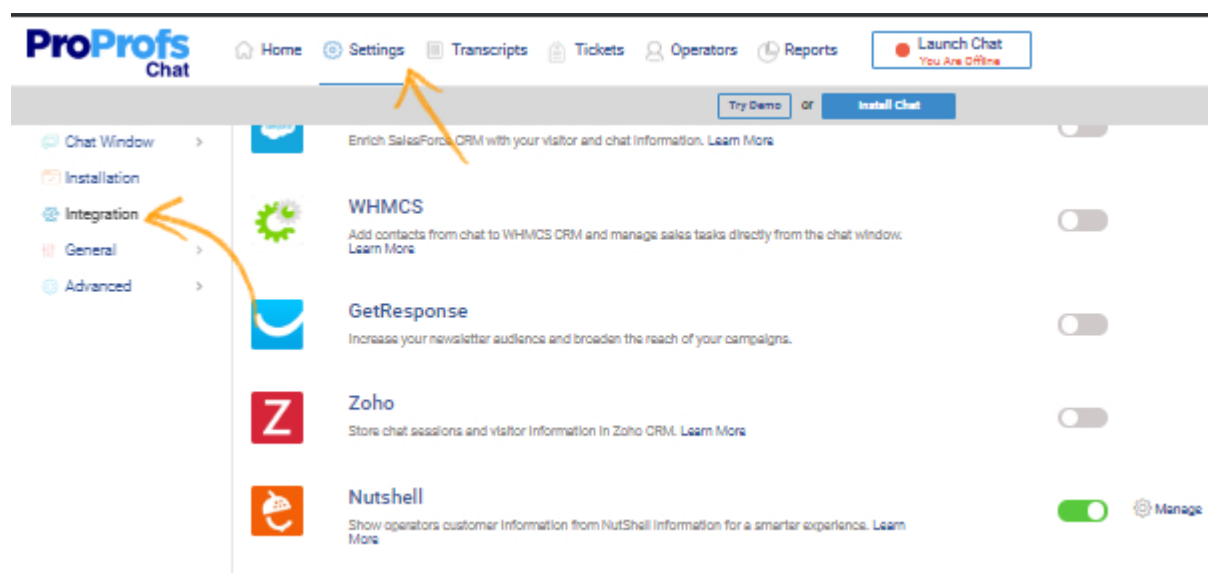 ProProfs
Chat
Home
Settings
Transcripts
Tickets
Operators
Reports
Launch Chat
You Are Offline
Try Demo
or
Install Chat
Chat Window
Installation
Integration
General
Advanced
Enrich SalesForce CRM with your visitor and chat information. Learn More
WHMCS
Add contacts from chat to WHMCS CRM and manage sales tasks directly from the chat window.
Learn More
GetResponse
Increase your newsletter audience and broaden the reach of your campaigns.
Z
Zoho
Store chat sessions and visitor information in Zoho CRM. Learn More
Nutshell
Show operators customer information from NutShell information for a smarter experience. Learn
More
Manage